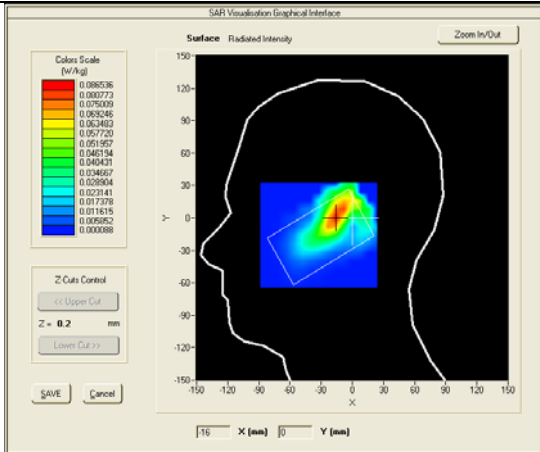 SAR Visualisation Graphical Interface
Surface Radiated Intensity
Zoom In/Out
Colors Scale
(W/kg)
0.086536
0.080773
0.075009
0.069246
0.063483
0.057720
0.051957
0.046194
0.040431
0.034667
0.028904
0.023141
0.017378
0.011615
0.005852
0.000088
Z-Cuts Control
<< Upper Cut
Z = 0.2 mm
Lower Cut >>
SAVE Cancel
150-
120-
90-
60-
30-
0-
-30-
-60-
-90-
-120-
-150-
Y
-150 -120 -90 -60 -30 0 30 60 90 120 150
X
-16 X (mm) 0 Y (mm)